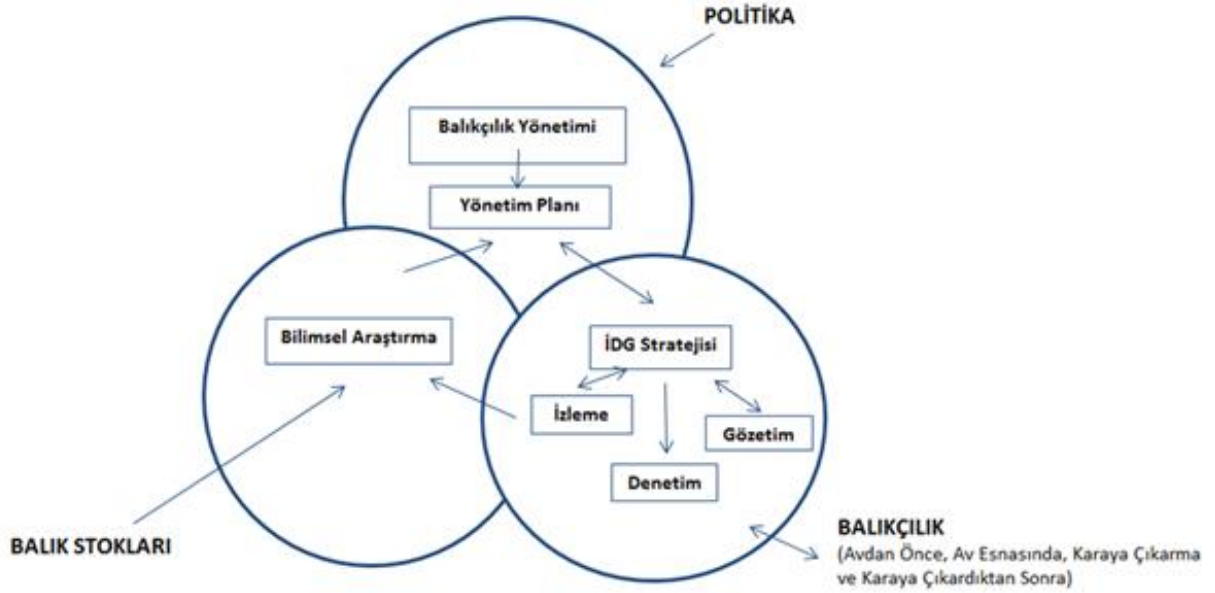 POLİTİKA
Balıkçılık Yönetimi
Yönetim Planı
Bilimsel Araştırma
İDG Stratejisi
İzleme
Gözetim
Denetim
BALIK STOKLARI
BALIKÇILIK
(Avdan Önce, Av Esnasında, Karaya Çıkarma
ve Karaya Çıkardıktan Sonra)